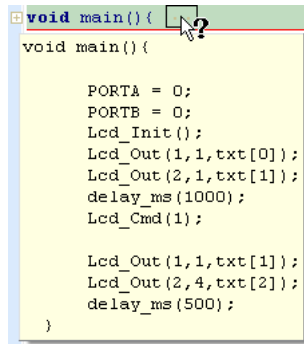 void main(){
void main(){
PORTA = 0;
PORTB = 0;
Lcd_Init();
Lcd_Out(1,1,txt[0]);
Lcd_Out(2,1,txt[1]);
delay_ms(1000);
Lcd_Cmd(1);
Lcd_Out(1,1,txt[1]);
Lcd_Out(2,4,txt[2]);
delay_ms(500);
}